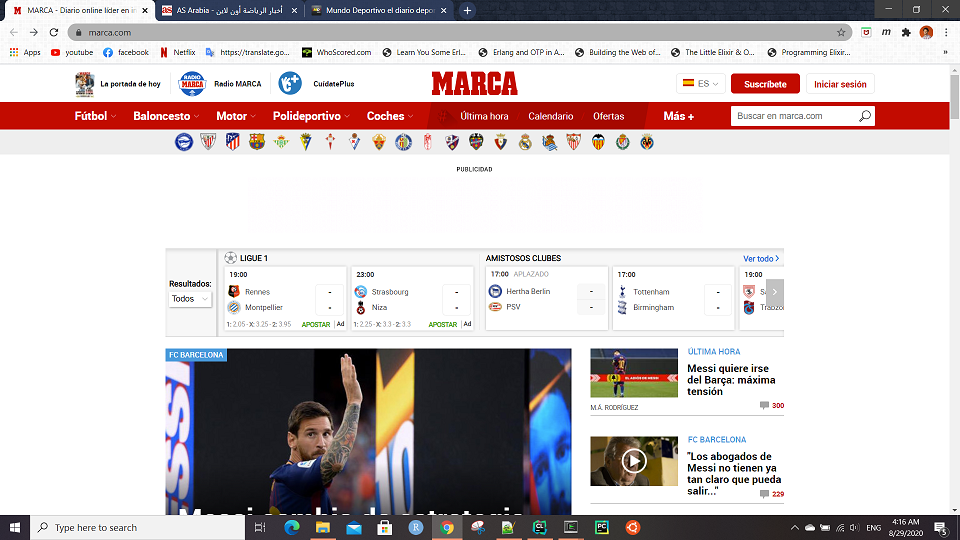 MARCA - Diario online líder en in
AS Arabia - أخبار الرياضة أون لاين
Mundo Deportivo el diario depor
marca.com
Apps
youtube
facebook
Netflix
https://translate.go...
WhoScored.com
Learn You Some Erl...
Erlang and OTP in A...
Building the Web of...
The Little Elixir & O...
Programming Elixir...
La portada de hoy
RADIO MARCA
Radio MARCA
CuídatePlus
MARCA
ES
Suscríbete
Iniciar sesión
Fútbol
Baloncesto
Motor
Polideportivo
Coches
Última hora
Calendario
Ofertas
Más +
Buscar en marca.com
PUBLICIDAD
Resultados:
Todos
LIGUE 1
19:00
Rennes -
Montpellier -
1: 2.05 - X: 3.25 - 2: 3.95 APOSTAR | Ad
23:00
Strasbourg -
Niza -
1: 2.25 - X: 3.3 - 2: 3.3 APOSTAR | Ad
AMISTOSOS CLUBES
Ver todo
17:00 APLAZADO
Hertha Berlin -
PSV -
17:00
Tottenham -
Birmingham -
19:00
Trabzo
FC BARCELONA
ÚLTIMA HORA
Messi quiere irse
del Barça: máxima
tensión
M.Á. RODRÍGUEZ
300
FC BARCELONA
"Los abogados de
Messi no tienen ya
tan claro que pueda
salir..."
229
Type here to search
ENG
4:16 AM
8/29/2020
5